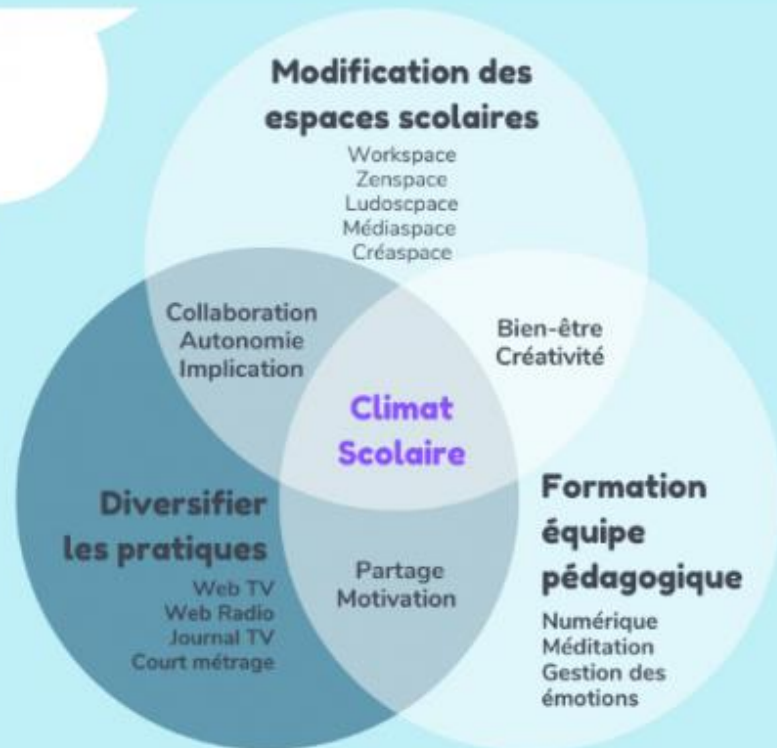 Modification des
espaces scolaires
Workspace
Zenspace
Ludoscpace
Médiaspace
Créaspace
Collaboration
Autonomie
Implication
Bien-être
Créativité
Climat
Scolaire
Diversifier
les pratiques
Web TV
Web Radio
Journal TV
Court métrage
Partage
Motivation
Formation
équipe
pédagogique
Numérique
Méditation
Gestion des
émotions